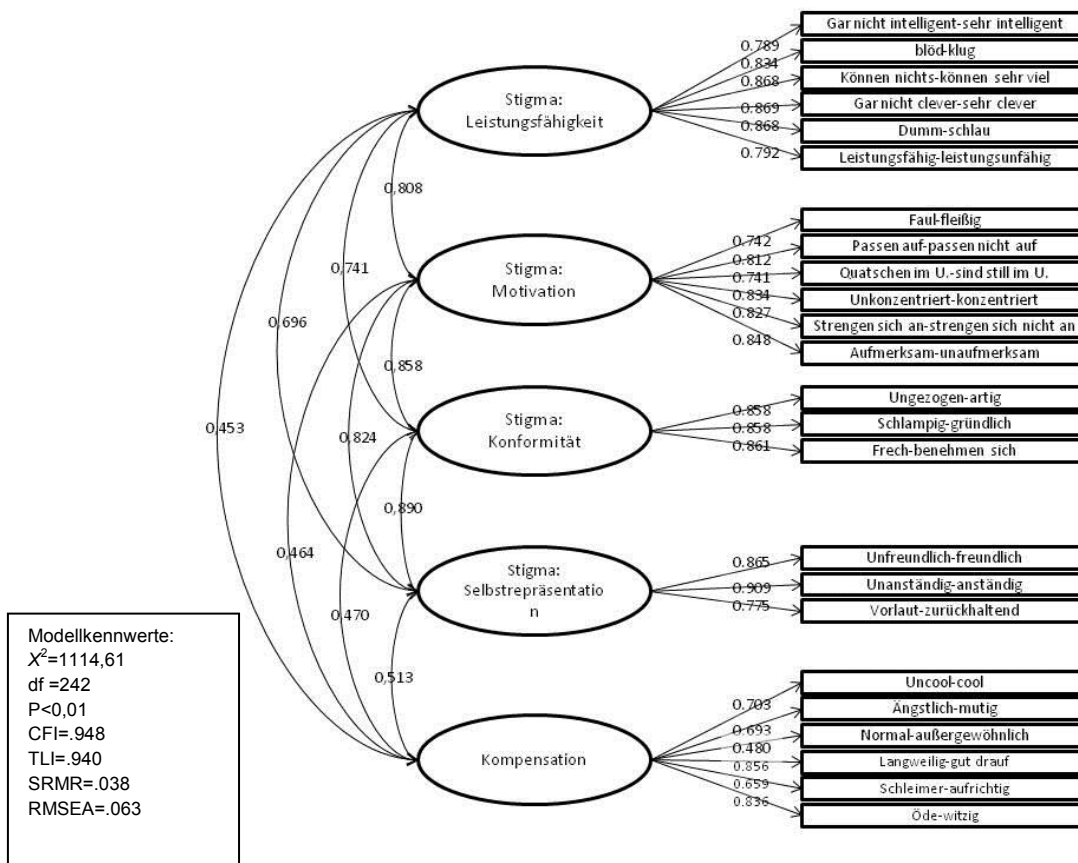 Gar nicht intelligent-sehr intelligent
0.789
blöd-klug
0.834
Können nichts-können sehr viel
0.868
Stigma:
Leistungsfähigkeit
Gar nicht clever-sehr clever
0.869
Dumm-schlau
0.868
Leistungsfähig-leistungsunfähig
0.792
0,808
Faul-fleißig
0.742
Passen auf-passen nicht auf
0.812
0,741
Stigma:
Motivation
Quatschen im U.-sind still im U.
0.741
Unkonzentriert-konzentriert
0.834
0,696
Strengen sich an-strengen sich nicht an
0.827
Aufmerksam-unaufmerksam
0.848
0,858
Ungezogen-artig
0.858
0,453
0,824
Stigma:
Konformität
Schlampig-gründlich
0.858
Frech-benehmen sich
0.861
0,890
0,464
Unfreundlich-freundlich
0.865
Stigma:
Selbstrepräsentatio
n
Unanständig-anständig
0.909
Vorlaut-zurückhaltend
0.775
0,470
0,513
Uncool-cool
0.703
Ängstlich-mutig
0.693
Normal-außergewöhnlich
0.480
Kompensation
Langweilig-gut drauf
0.856
Schleimer-aufrichtig
0.659
Öde-witzig
0.836
Modellkennwerte:
X²=1114,61
df =242
P<0,01
CFI=.948
TLI=.940
SRMR=.038
RMSEA=.063